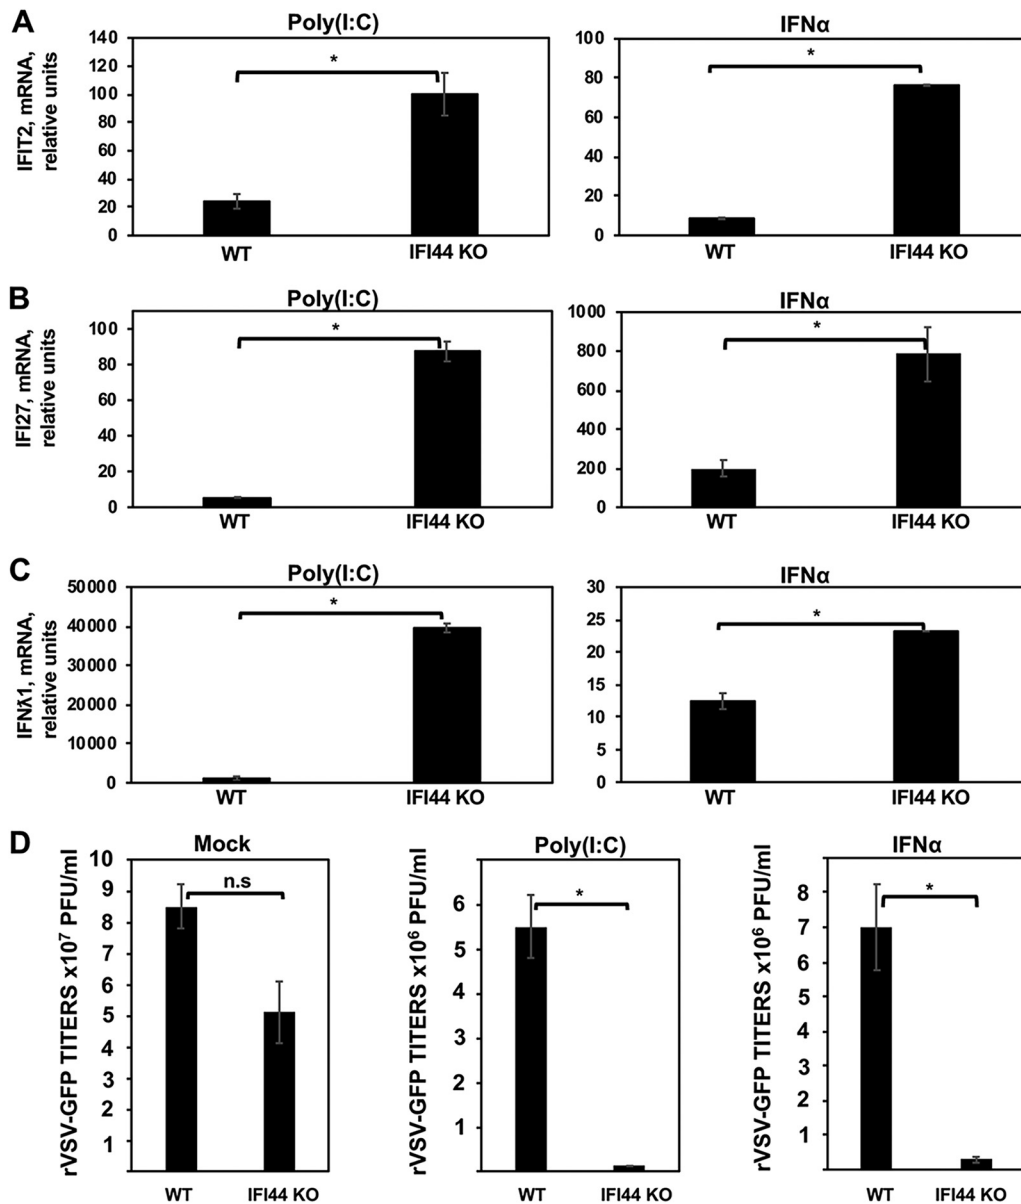 A
Poly(I:C)
IFIT2, mRNA,
relative units
140
120
100
80
60
40
20
0
*
WT
IFI44 KO
IFNα
100
80
60
40
20
0
*
WT
IFI44 KO
B
Poly(I:C)
IFI27, mRNA,
relative units
100
80
60
40
20
0
*
WT
IFI44 KO
IFNα
1000
800
600
400
200
0
*
WT
IFI44 KO
C
Poly(I:C)
IFNλ1, mRNA,
relative units
50000
40000
30000
20000
10000
0
*
WT
IFI44 KO
IFNα
30
25
20
15
10
5
0
*
WT
IFI44 KO
D
Mock
rVSV-GFP TITERS x10⁷ PFU/ml
10
9
8
7
6
5
4
3
2
1
n.s
WT
IFI44 KO
Poly(I:C)
rVSV-GFP TITERS x10⁶ PFU/ml
6
5
4
3
2
1
*
WT
IFI44 KO
IFNα
rVSV-GFP TITERS x10⁶ PFU/ml
8
7
6
5
4
3
2
1
*
WT
IFI44 KO